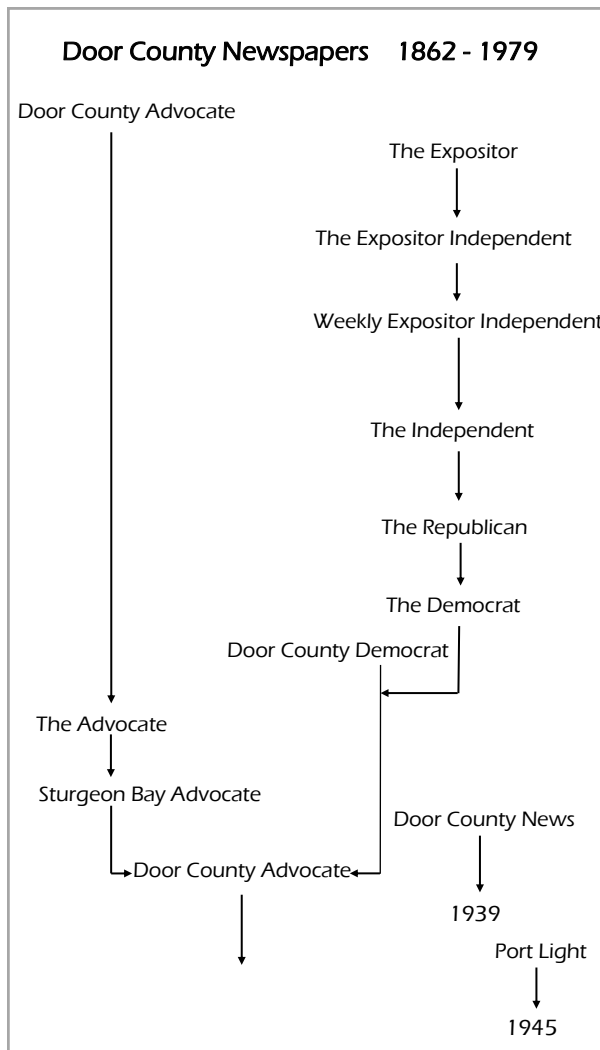 Door County Newspapers 1862 - 1979
Door County Advocate
The Expositor
The Expositor Independent
Weekly Expositor Independent
The Independent
The Republican
The Democrat
Door County Democrat
The Advocate
Sturgeon Bay Advocate
Door County News
Door County Advocate
1939
Port Light
1945